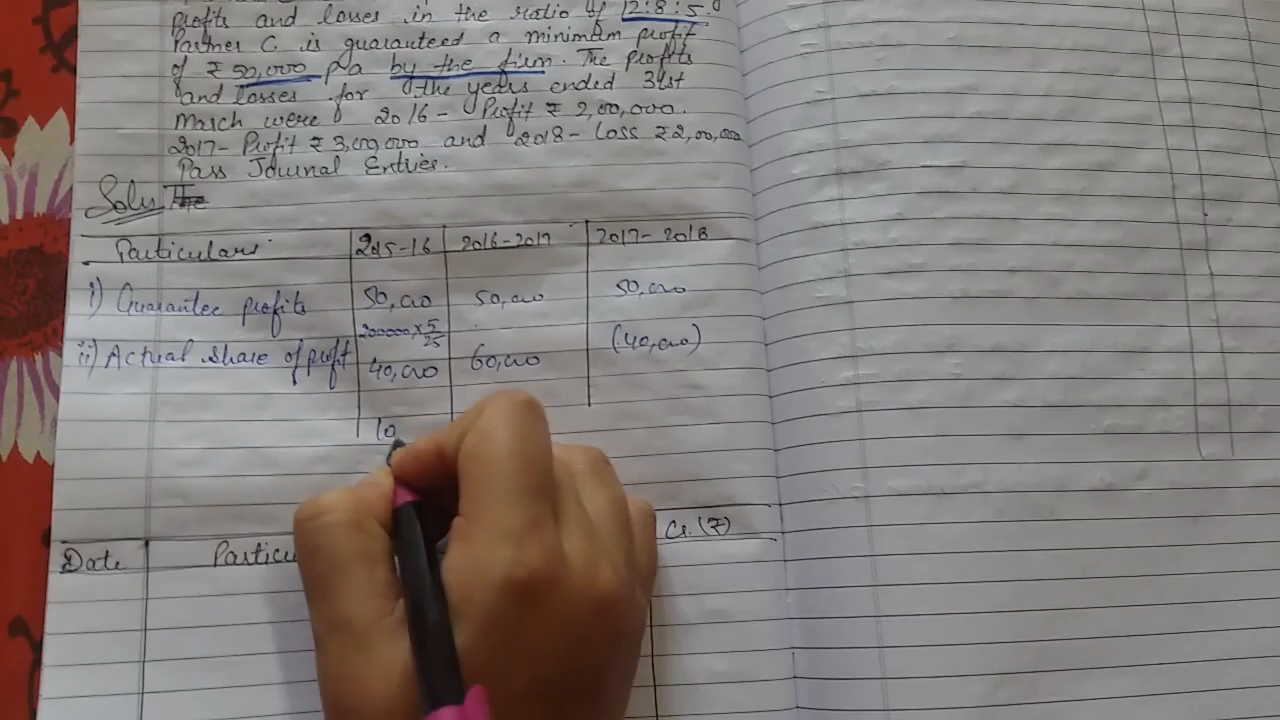 profits and losses in the ratio of 12:8:5.
Partner C. is guaranteed a minimum profit
of ₹ 50,000 p.a by the firm. The profits
and losses for the years ended 31st
March were 2016 - Profit ₹ 2,00,000.
2017- Profit ₹ 3,00,000 and 2018- Loss ₹2,00,000
Pass Journal Entries.
Solu
Particulars 2015-16 2016-2017 2017-2018
i) Guarantee profits 50,000 50,000 50,000
200000×5/25
ii) Actual share of profit 40,000 60,000 (40,000)
10
Cr.(₹)
Date Particu